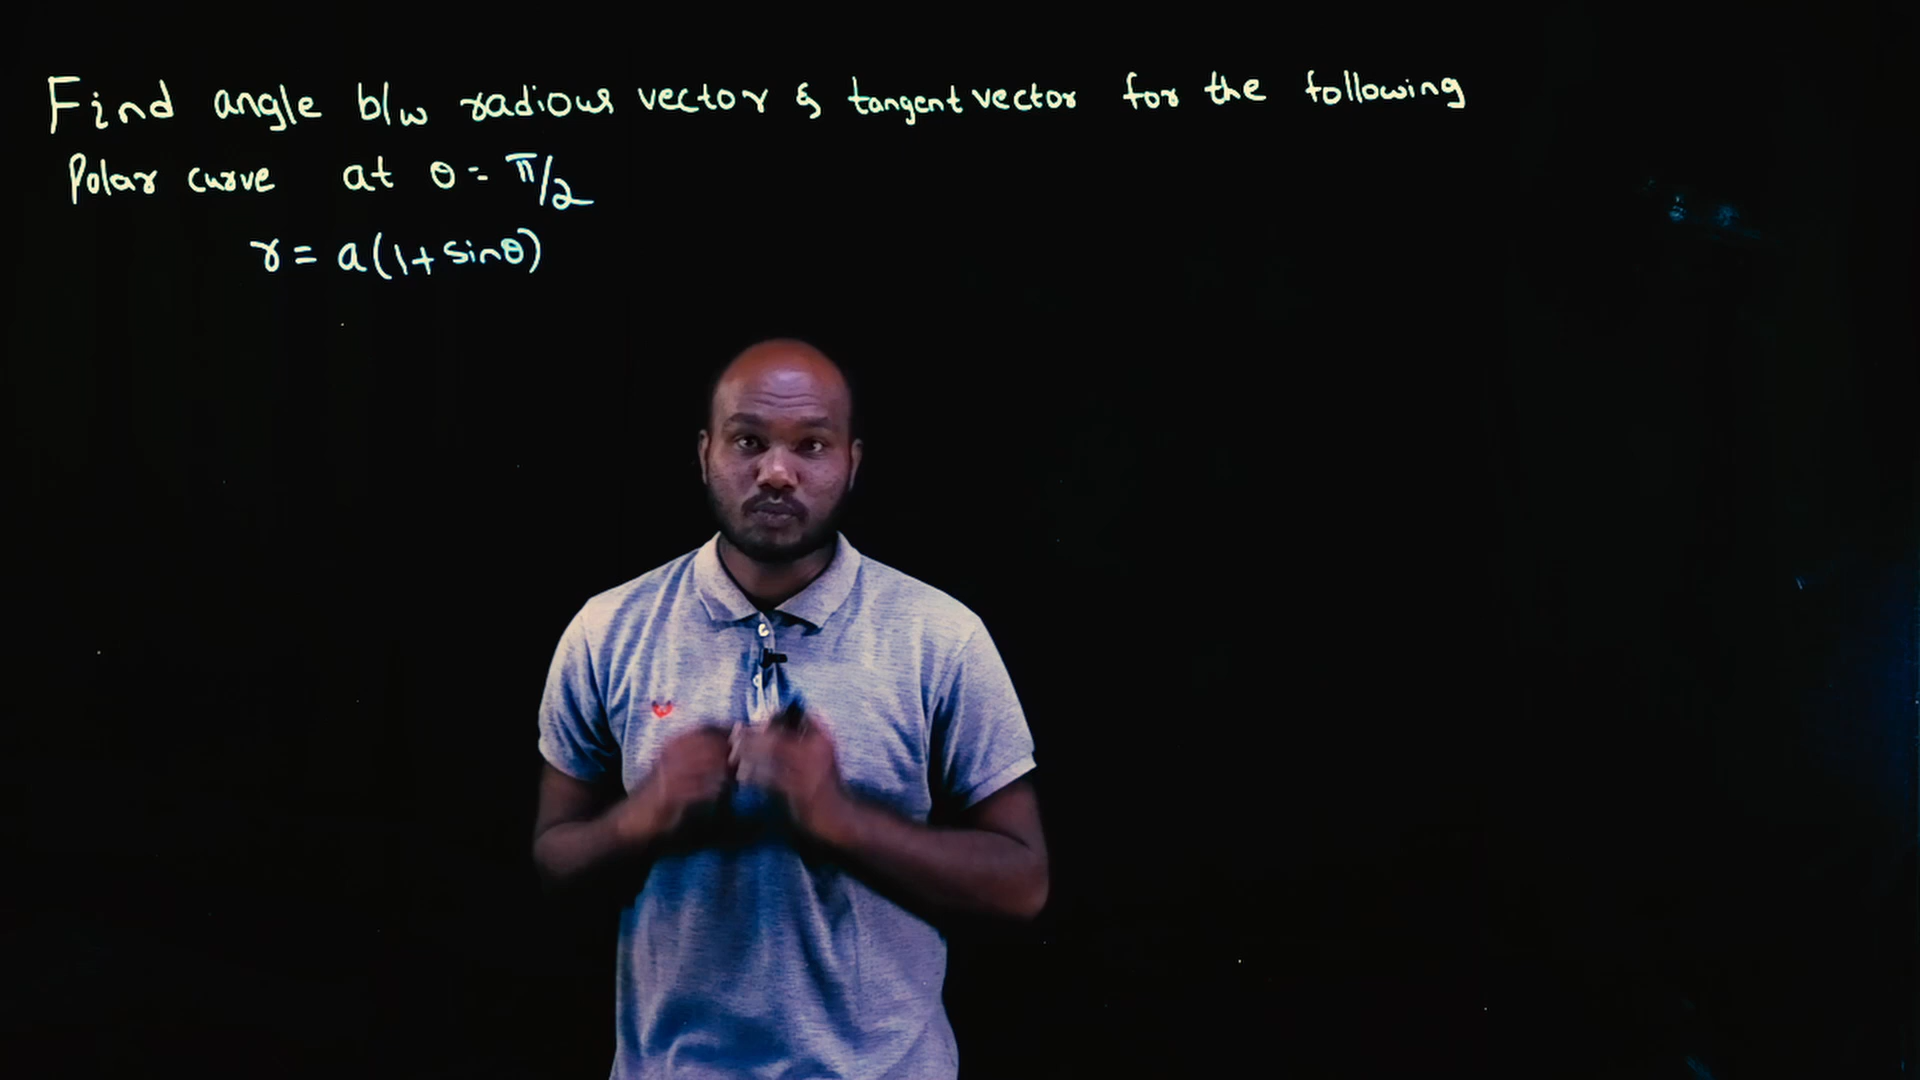 Find angle b/w radious vector & tangent vector for the following
Polar curve at θ = π/2
r = a(1+sinθ)